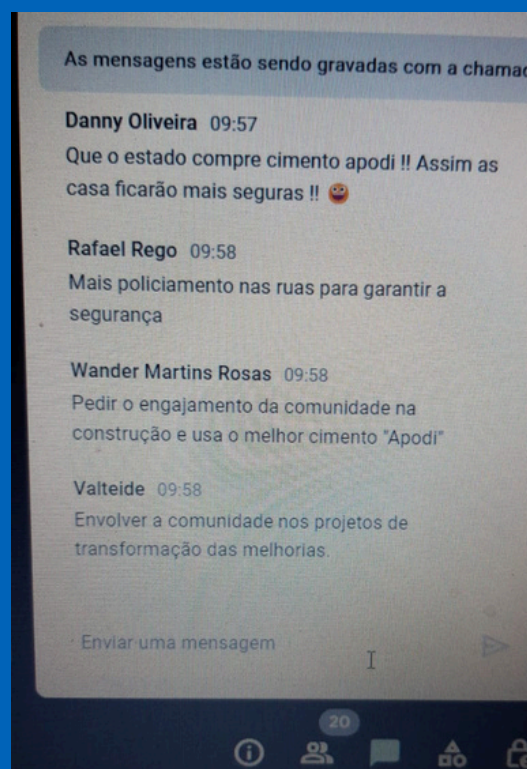 As mensagens estão sendo gravadas com a
Danny Oliveira 09:57
Que o estado compre cimento apodi !! Assim as
casa ficarão mais seguras !! 😀
Rafael Rego 09:58
Mais policiamento nas ruas para garantir a
segurança
Wander Martins Rosas 09:58
Pedir o engajamento da comunidade na
construção e usa o melhor cimento "Apodi"
Valteide 09:58
Envolver a comunidade nos projetos de
transformação das melhorias.
Enviar uma mensagem
20